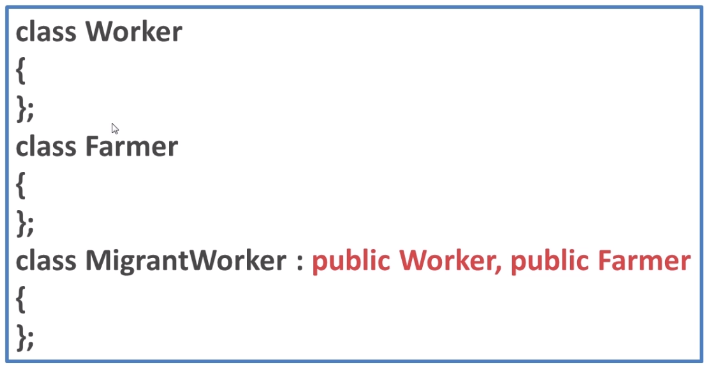 class Worker
{
};
class Farmer
{
};
class MigrantWorker : public Worker, public Farmer
{
};